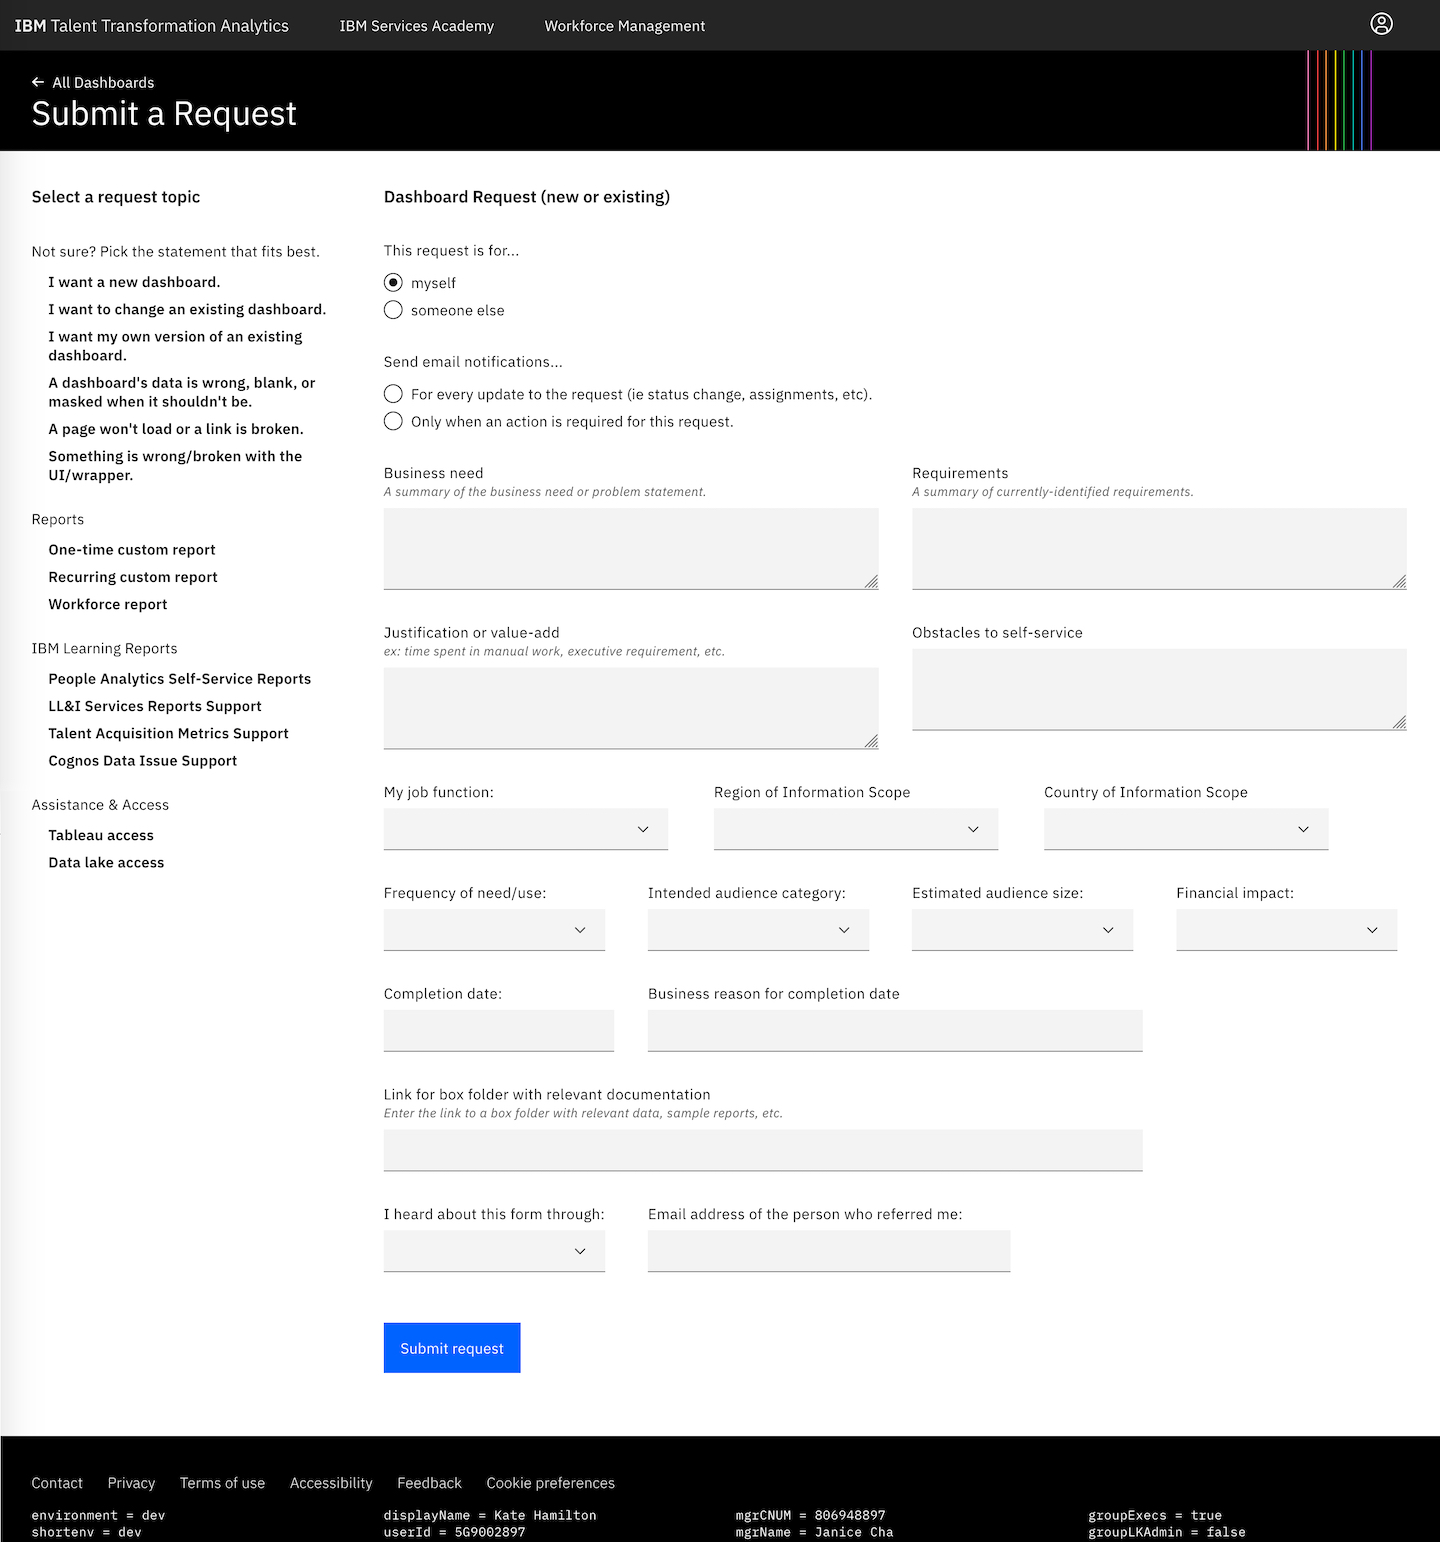 IBM Talent Transformation Analytics
IBM Services Academy
Workforce Management
← All Dashboards
Submit a Request
Select a request topic
Not sure? Pick the statement that fits best.
I want a new dashboard.
I want to change an existing dashboard.
I want my own version of an existing
dashboard.
A dashboard's data is wrong, blank, or
masked when it shouldn't be.
A page won't load or a link is broken.
Something is wrong/broken with the
UI/wrapper.
Reports
One-time custom report
Recurring custom report
Workforce report
IBM Learning Reports
People Analytics Self-Service Reports
LL&I Services Reports Support
Talent Acquisition Metrics Support
Cognos Data Issue Support
Assistance & Access
Tableau access
Data lake access
Dashboard Request (new or existing)
This request is for...
myself
someone else
Send email notifications...
For every update to the request (ie status change, assignments, etc).
Only when an action is required for this request.
Business need
A summary of the business need or problem statement.
Requirements
A summary of currently-identified requirements.
Justification or value-add
ex: time spent in manual work, executive requirement, etc.
Obstacles to self-service
My job function:
Region of Information Scope
Country of Information Scope
Frequency of need/use:
Intended audience category:
Estimated audience size:
Financial impact:
Completion date:
Business reason for completion date
Link for box folder with relevant documentation
Enter the link to a box folder with relevant data, sample reports, etc.
I heard about this form through:
Email address of the person who referred me:
Submit request
Contact
Privacy
Terms of use
Accessibility
Feedback
Cookie preferences
environment = dev
shortenv = dev
displayName = Kate Hamilton
userId = 5G9002897
mgrCNUM = 806948897
mgrName = Janice Cha
groupExecs = true
groupLKAdmin = false